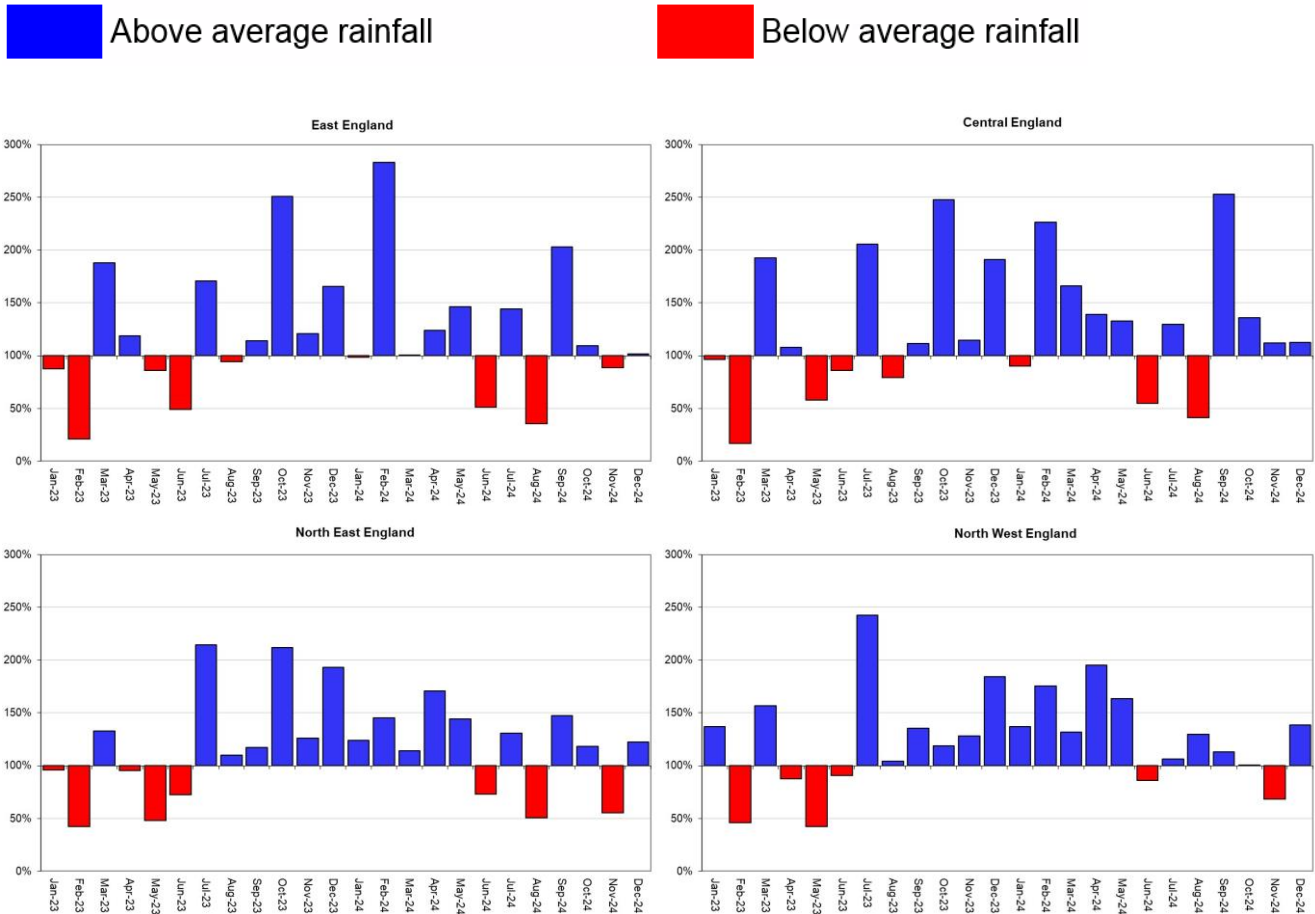 Above average rainfall
Below average rainfall
East England
300%
250%
200%
150%
100%
50%
0%
Jan-23
Feb-23
Mar-23
Apr-23
May-23
Jun-23
Jul-23
Aug-23
Sep-23
Oct-23
Nov-23
Dec-23
Jan-24
Feb-24
Mar-24
Apr-24
May-24
Jun-24
Jul-24
Aug-24
Sep-24
Oct-24
Nov-24
Dec-24
Central England
300%
250%
200%
150%
100%
50%
0%
Jan-23
Feb-23
Mar-23
Apr-23
May-23
Jun-23
Jul-23
Aug-23
Sep-23
Oct-23
Nov-23
Dec-23
Jan-24
Feb-24
Mar-24
Apr-24
May-24
Jun-24
Jul-24
Aug-24
Sep-24
Oct-24
Nov-24
Dec-24
North East England
300%
250%
200%
150%
100%
50%
0%
Jan-23
Feb-23
Mar-23
Apr-23
May-23
Jun-23
Jul-23
Aug-23
Sep-23
Oct-23
Nov-23
Dec-23
Jan-24
Feb-24
Mar-24
Apr-24
May-24
Jun-24
Jul-24
Aug-24
Sep-24
Oct-24
Nov-24
Dec-24
North West England
300%
250%
200%
150%
100%
50%
0%
Jan-23
Feb-23
Mar-23
Apr-23
May-23
Jun-23
Jul-23
Aug-23
Sep-23
Oct-23
Nov-23
Dec-23
Jan-24
Feb-24
Mar-24
Apr-24
May-24
Jun-24
Jul-24
Aug-24
Sep-24
Oct-24
Nov-24
Dec-24